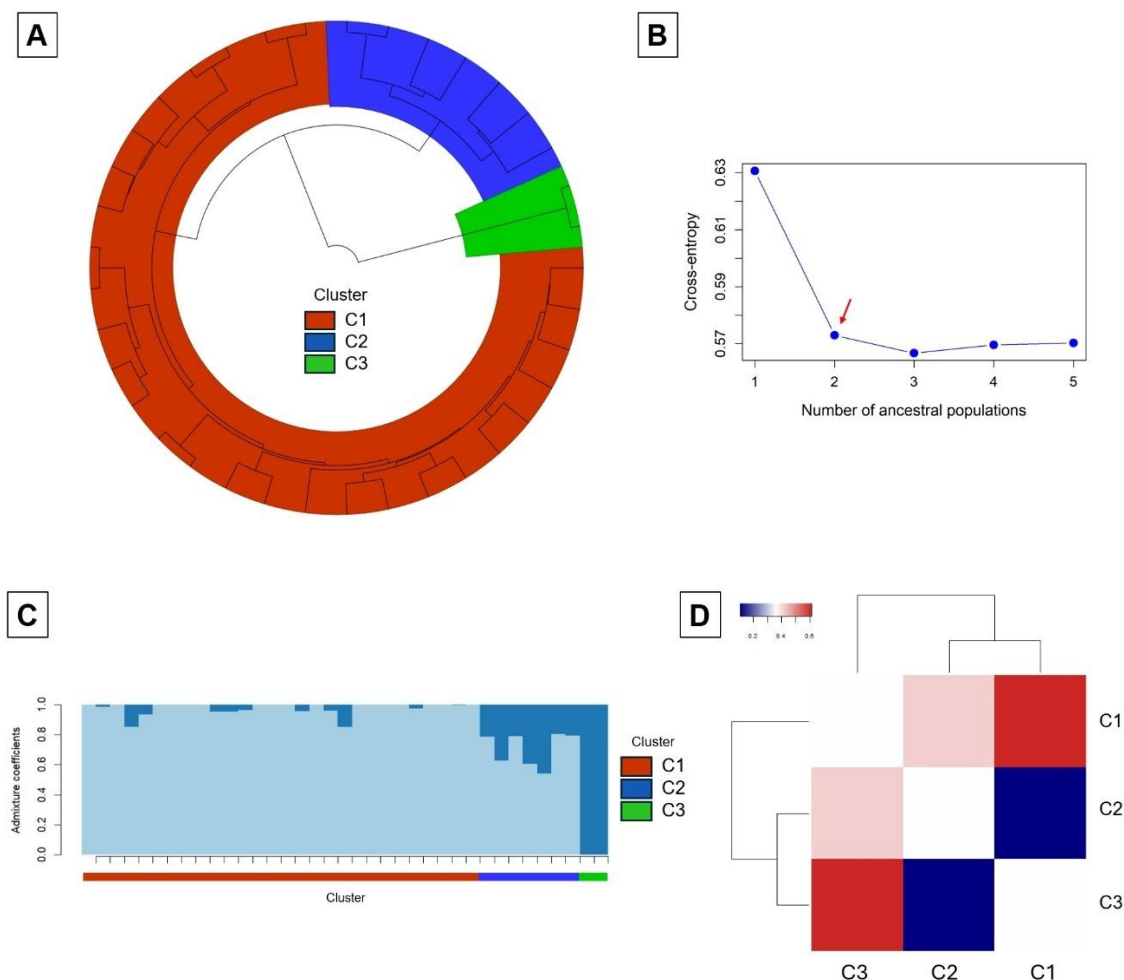 A
Cluster
C1
C2
C3
B
Cross-entropy
0.63
0.61
0.59
0.57
1 2 3 4 5
Number of ancestral populations
C
Admixture coefficients
1.0
0.8
0.6
0.4
0.2
0.0
Cluster
Cluster
C1
C2
C3
D
0.2 0.4 0.6
C1
C2
C3
C3 C2 C1